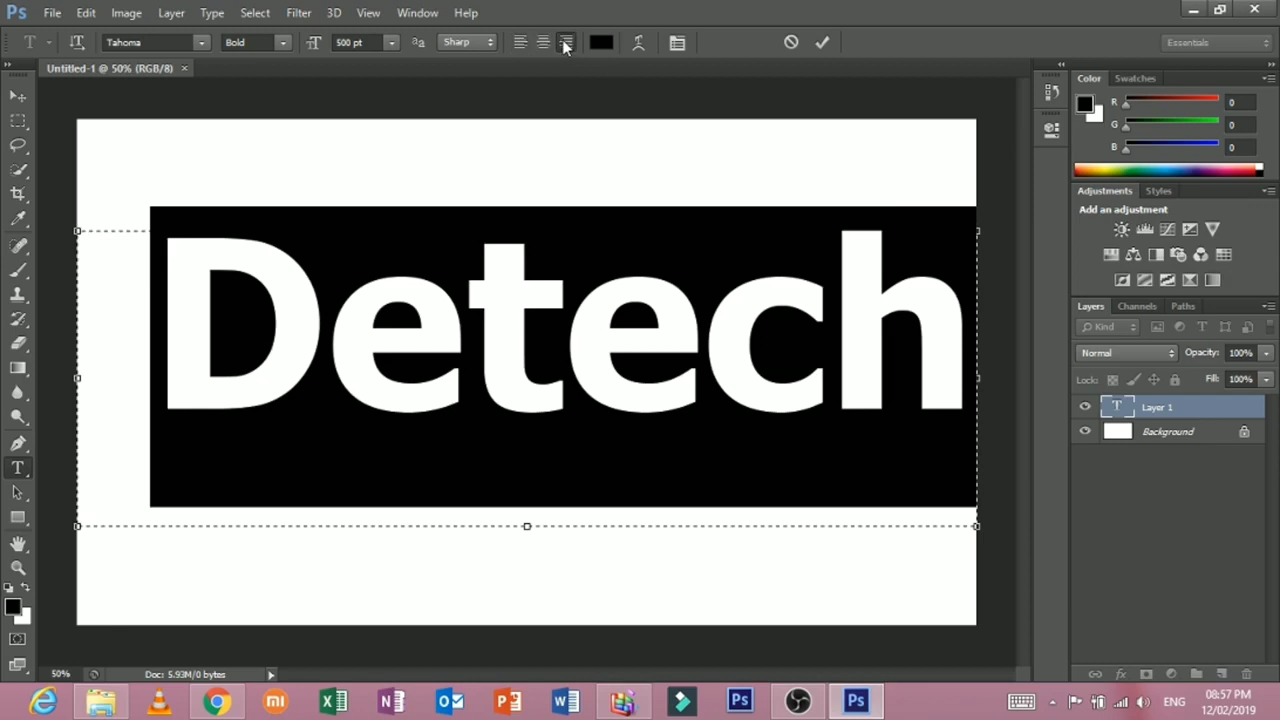 Ps File Edit Image Layer Type Select Filter 3D View Window Help
T Tahoma Bold 500 pt aa Sharp Essentials
Untitled-1 @ 50% (RGB/8) ×
Color Swatches
R 0
G 0
B 0
Adjustments Styles
Add an adjustment
Detech
Layers Channels Paths
Kind
Normal Opacity: 100%
Lock: Fill: 100%
T Layer 1
Background
50% Doc: 5.93M/0 bytes
ENG 08:57 PM
12/02/2019